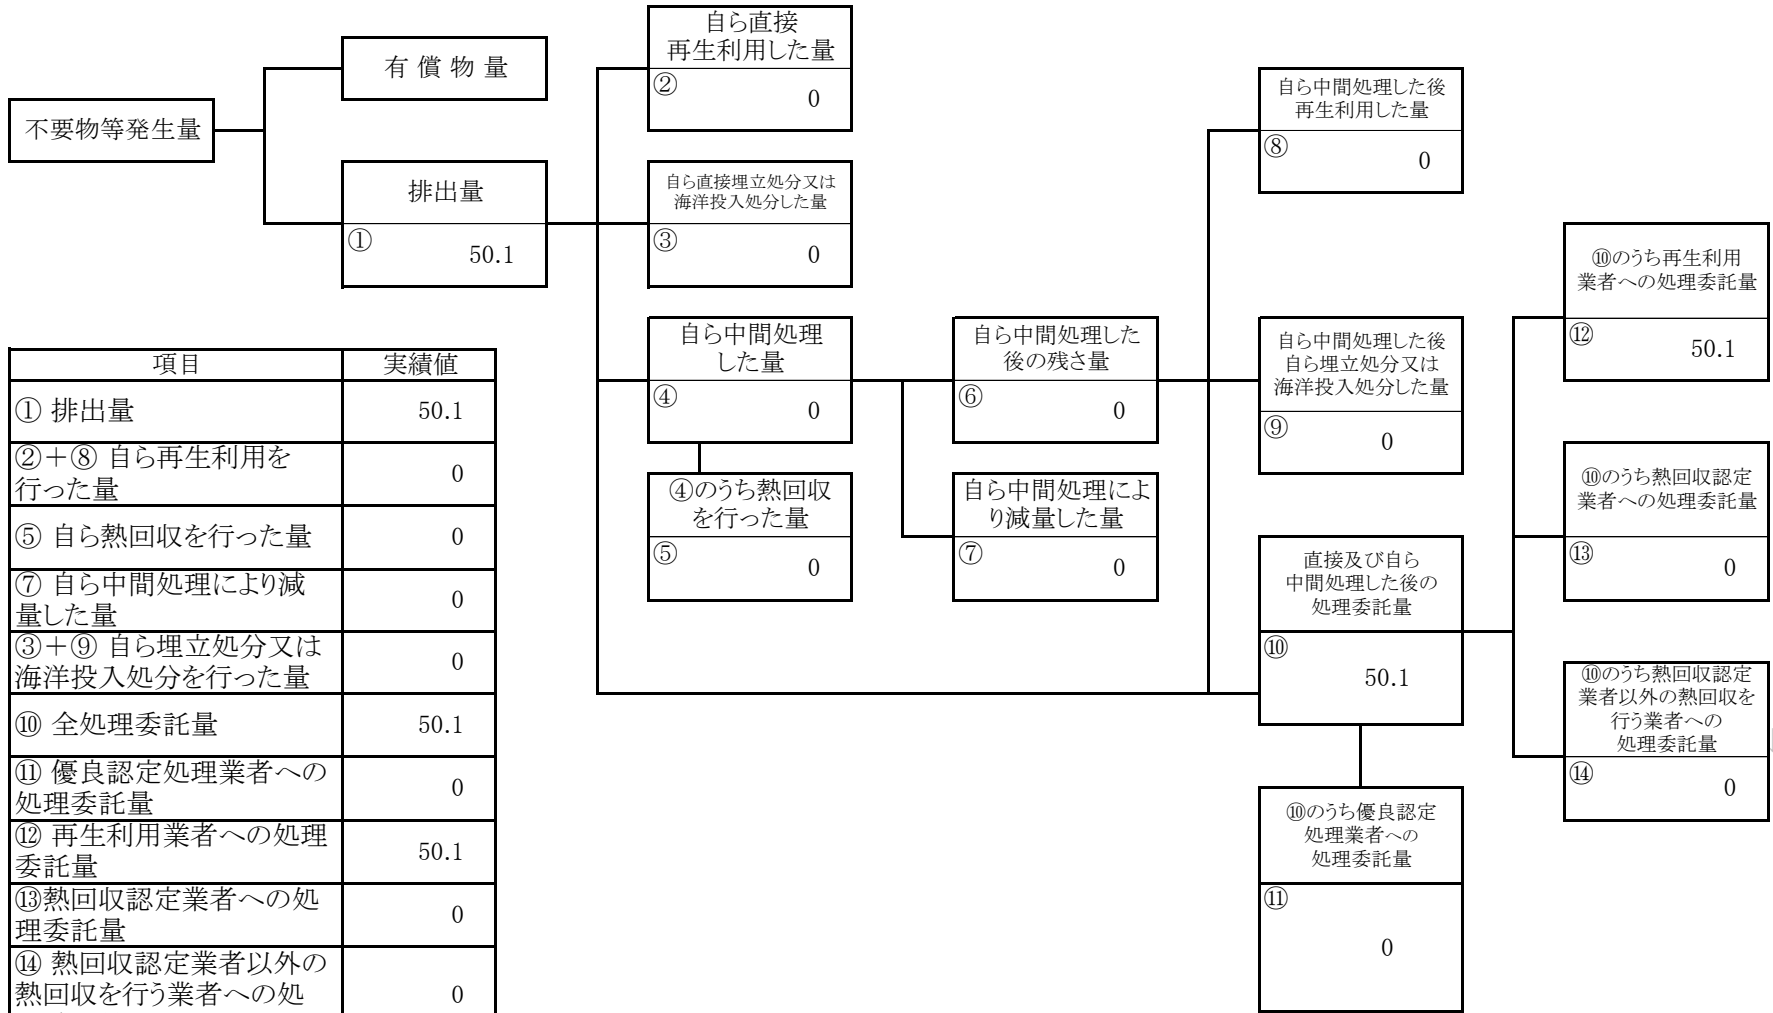 不要物等発生量
有 償 物 量
排出量
①
50.1
自ら直接
再生利用した量
②
0
自ら直接埋立処分又は
海洋投入処分した量
③
0
自ら中間処理
した量
④
0
④のうち熱回収
を行った量
⑤
0
自ら中間処理した
後の残さ量
⑥
0
自ら中間処理によ
り減量した量
⑦
0
自ら中間処理した後
再生利用した量
⑧
0
自ら中間処理した後
自ら埋立処分又は
海洋投入処分した量
⑨
0
直接及び自ら
中間処理した後の
処理委託量
⑩
50.1
⑩のうち優良認定
処理業者への
処理委託量
⑪
0
⑩のうち再生利用
業者への処理委託量
⑫
50.1
⑩のうち熱回収認定
業者への処理委託量
⑬
0
⑩のうち熱回収認定
業者以外の熱回収を
行う業者への
処理委託量
⑭
0
項目 実績値
① 排出量 50.1
②＋⑧ 自ら再生利用を
行った量 0
⑤ 自ら熱回収を行った量 0
⑦ 自ら中間処理により減
量した量 0
③＋⑨ 自ら埋立処分又は
海洋投入処分を行った量 0
⑩ 全処理委託量 50.1
⑪ 優良認定処理業者への
処理委託量 0
⑫ 再生利用業者への処理
委託量 50.1
⑬熱回収認定業者への処
理委託量 0
⑭ 熱回収認定業者以外の
熱回収を行う業者への処 0